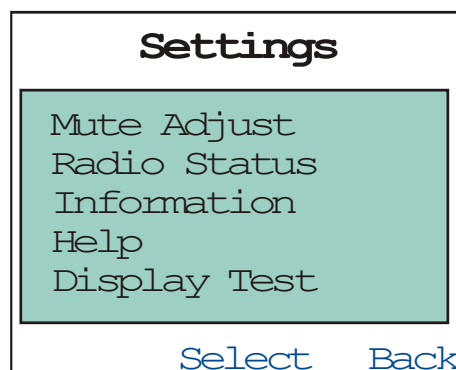 Settings
Mute Adjust
Radio Status
Information
Help
Display Test
Select Back